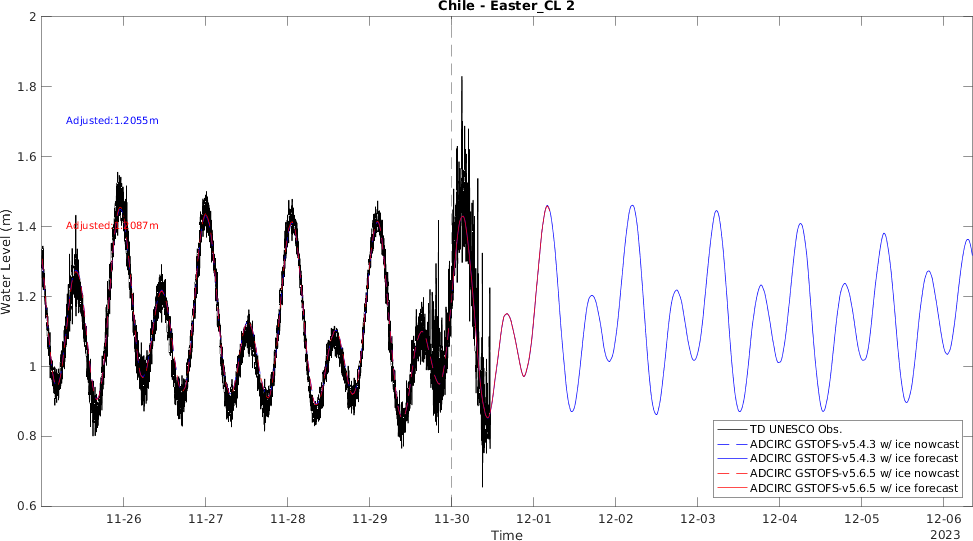 Chile - Easter_CL 2
2
1.8
1.6
1.4
1.2
1
0.8
0.6
Water Level (m)
Adjusted:1.2055m
11-26
11-27
11-28
11-29
11-30
12-01
12-02
12-03
12-04
12-05
12-06
2023
Time
TD UNESCO Obs.
ADCIRC GSTOFS-v5.4.3 w/ ice nowcast
ADCIRC GSTOFS-v5.4.3 w/ ice forecast
ADCIRC GSTOFS-v5.6.5 w/ ice nowcast
ADCIRC GSTOFS-v5.6.5 w/ ice forecast